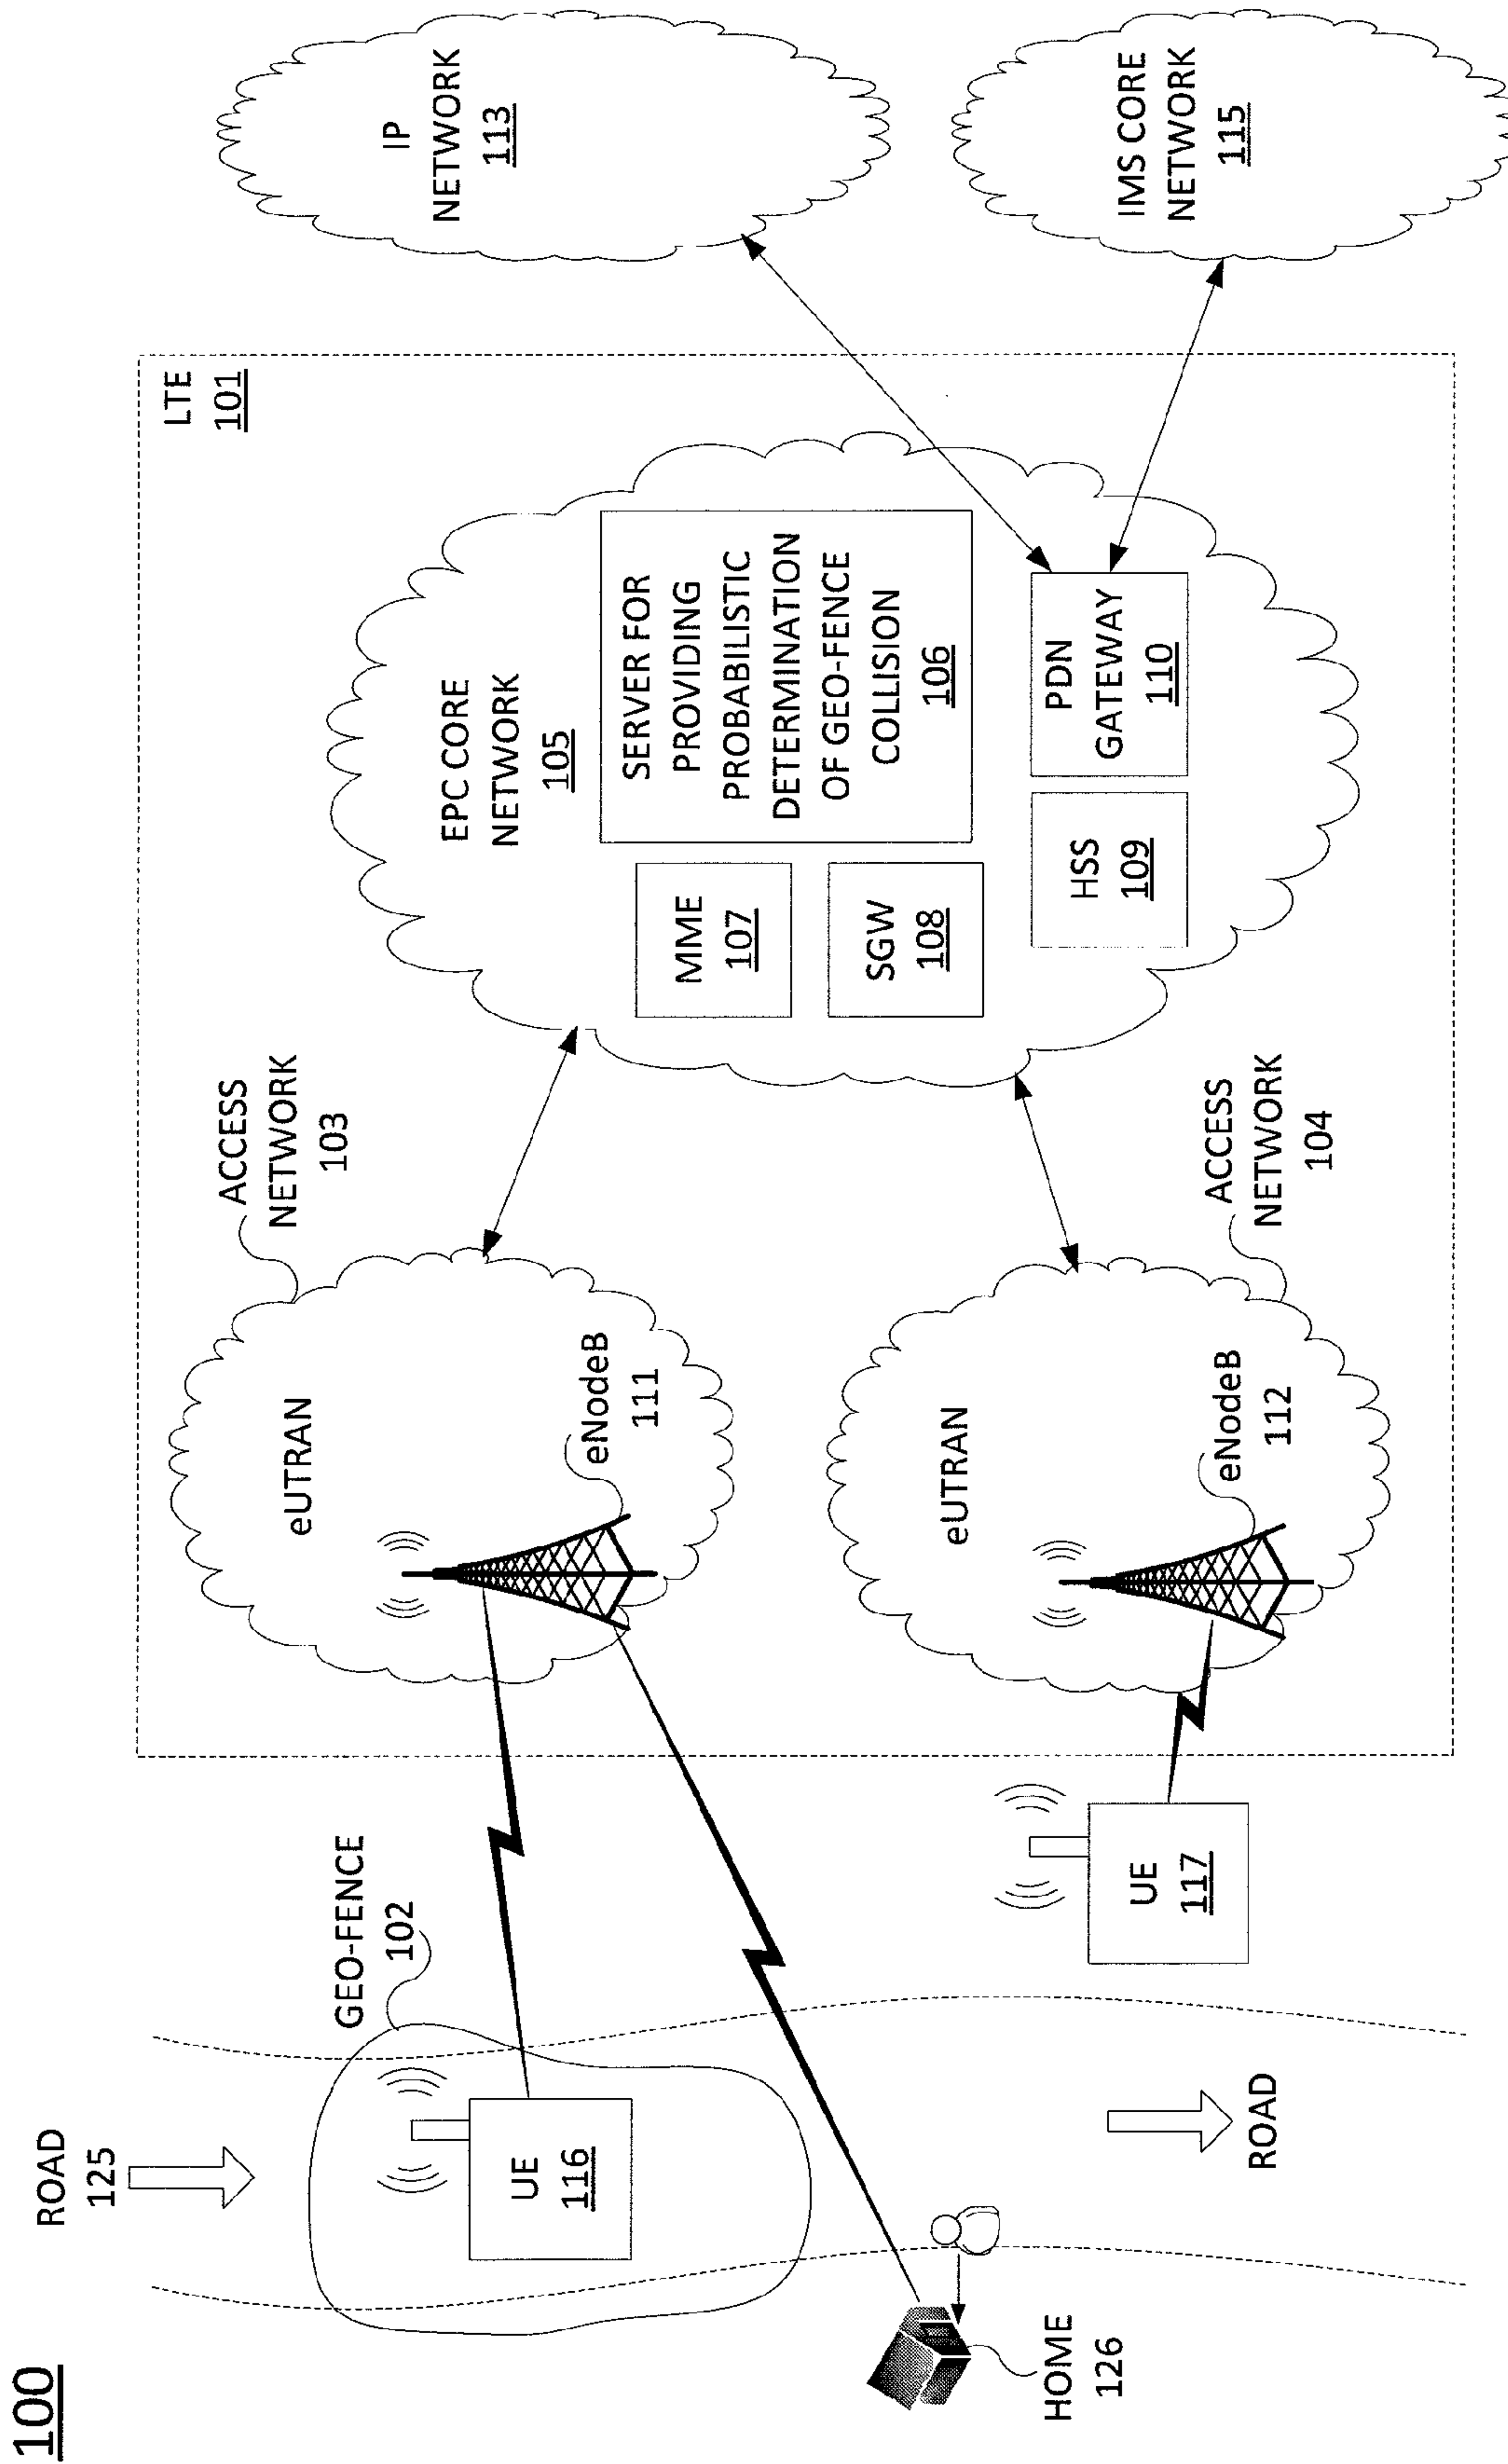 100
ROAD
125
GEO-FENCE
102
UE
116
HOME
126
ROAD
UE
117
LTE
101
ACCESS
NETWORK
103
eUTRAN
eNodeB
111
ACCESS
NETWORK
104
eUTRAN
eNodeB
112
EPC CORE
NETWORK
105
SERVER FOR
PROVIDING
PROBABILISTIC
DETERMINATION
OF GEO-FENCE
COLLISION
106
MME
107
SGW
108
HSS
109
PDN
GATEWAY
110
IP
NETWORK
113
IMS CORE
NETWORK
115